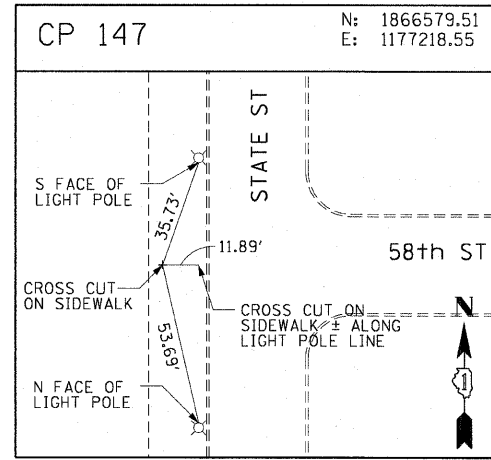 CP 147
N: 1866579.51
E: 1177218.55
STATE ST
S FACE OF
LIGHT POLE
35.73'
11.89'
58th ST
CROSS CUT
ON SIDEWALK
CROSS CUT ON
SIDEWALK ± ALONG
LIGHT POLE LINE
53.69'
N FACE OF
LIGHT POLE
N
1